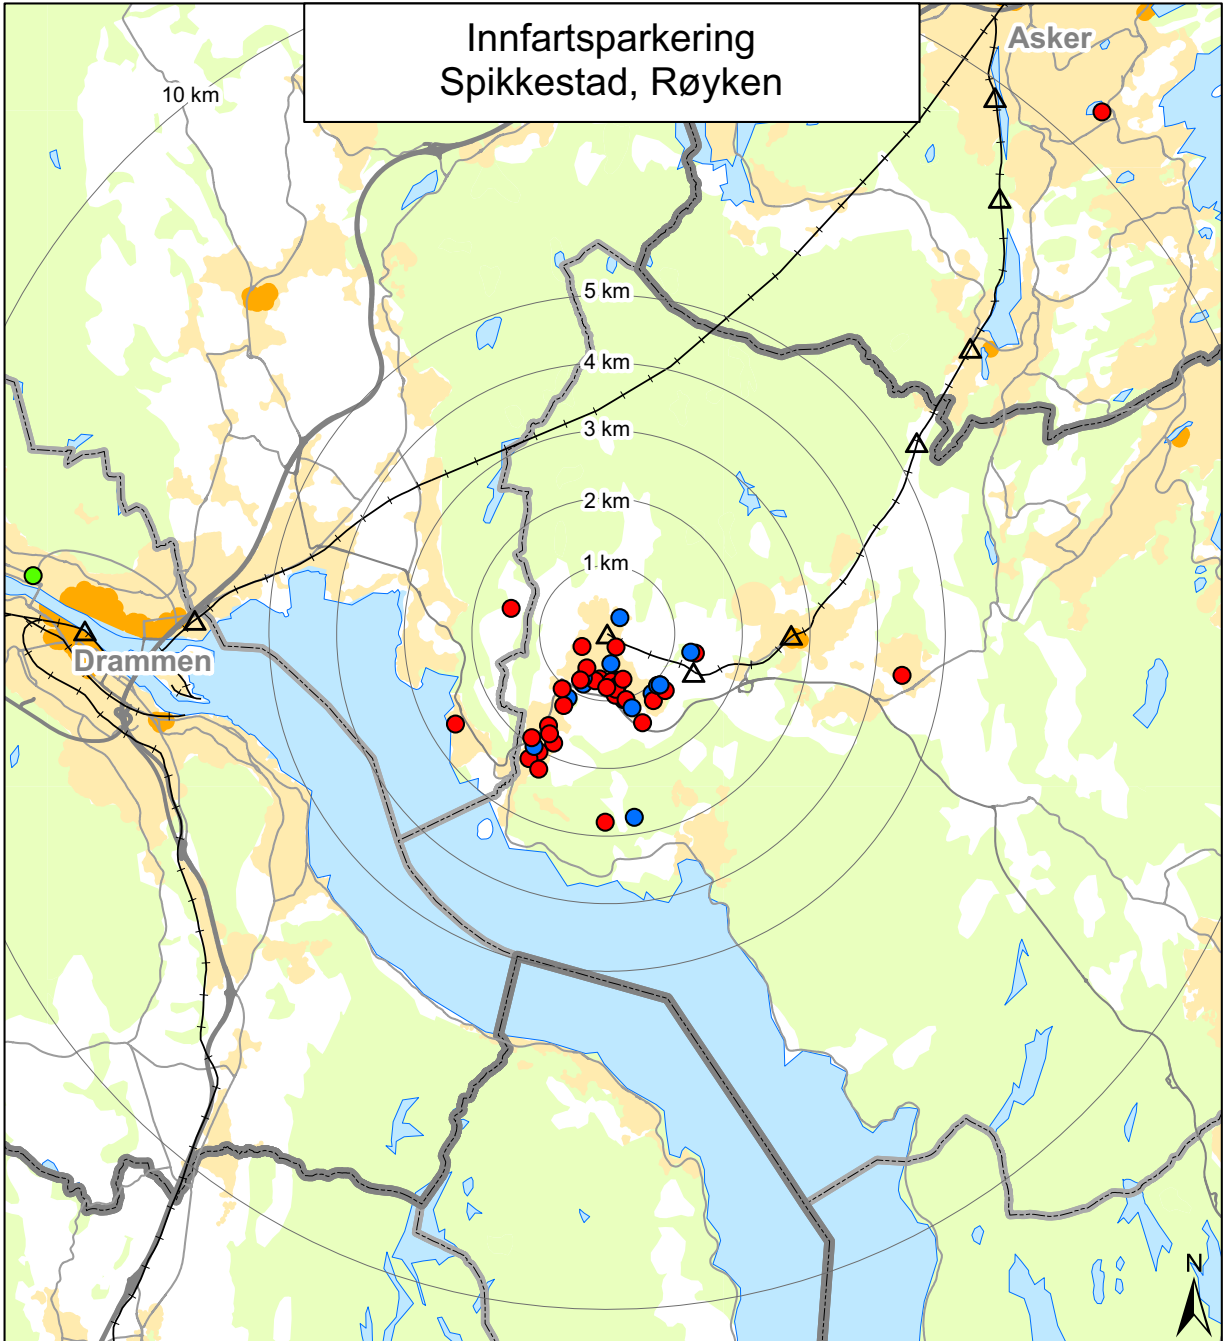 Innfartsparkering
Spikkestad, Røyken
Asker
10 km
5 km
4 km
3 km
2 km
1 km
Drammen
N